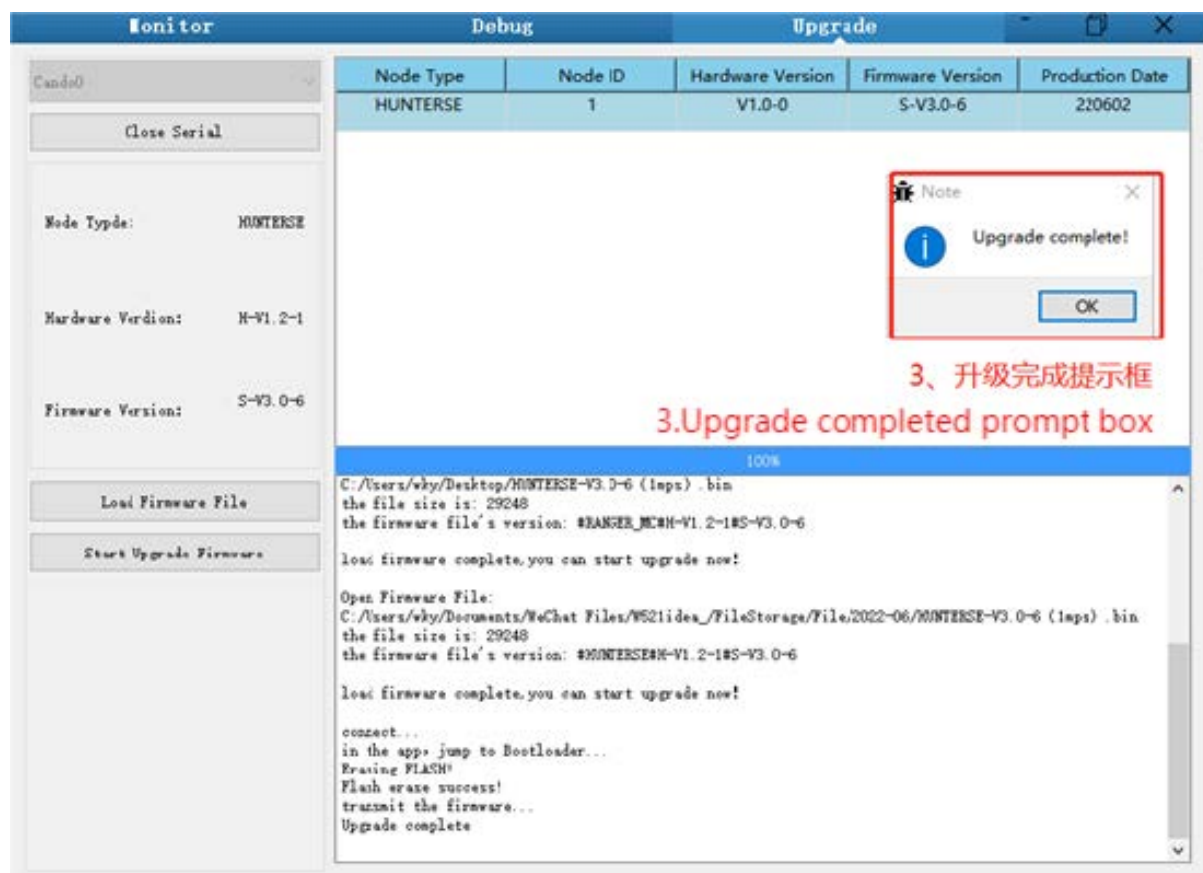 Monitor Debug Upgrade
Cando0
Close Serial
Node Typde: HUNTERSE
Hardware Verdion: H-V1.2-1
Firmware Version: S-V3.0-6
Load Firmware File
Start Upgrade Firmware
Node Type Node ID Hardware Version Firmware Version Production Date
HUNTERSE 1 V1.0-0 S-V3.0-6 220602
Note
Upgrade complete!
OK
3、升级完成提示框
3.Upgrade completed prompt box
100%
C:/Users/wky/Desktop/HUNTERSE-V3.0-6 (1mps) .bin
the file size is: 29248
the firmware file's version: #RANGER_MC#H-V1.2-1#S-V3.0-6
load firmware complete,you can start upgrade now!
Open Firmware File:
C:/Users/wky/Documents/WeChat Files/W521idea_/FileStorage/File/2022-06/HUNTERSE-V3.0-6 (1mps) .bin
the file size is: 29248
the firmware file's version: #HUNTERSE#H-V1.2-1#S-V3.0-6
load firmware complete,you can start upgrade now!
connect...
in the app, jump to Bootloader...
Erasing FLASH!
Flash erase success!
transmit the firmware...
Upgrade complete